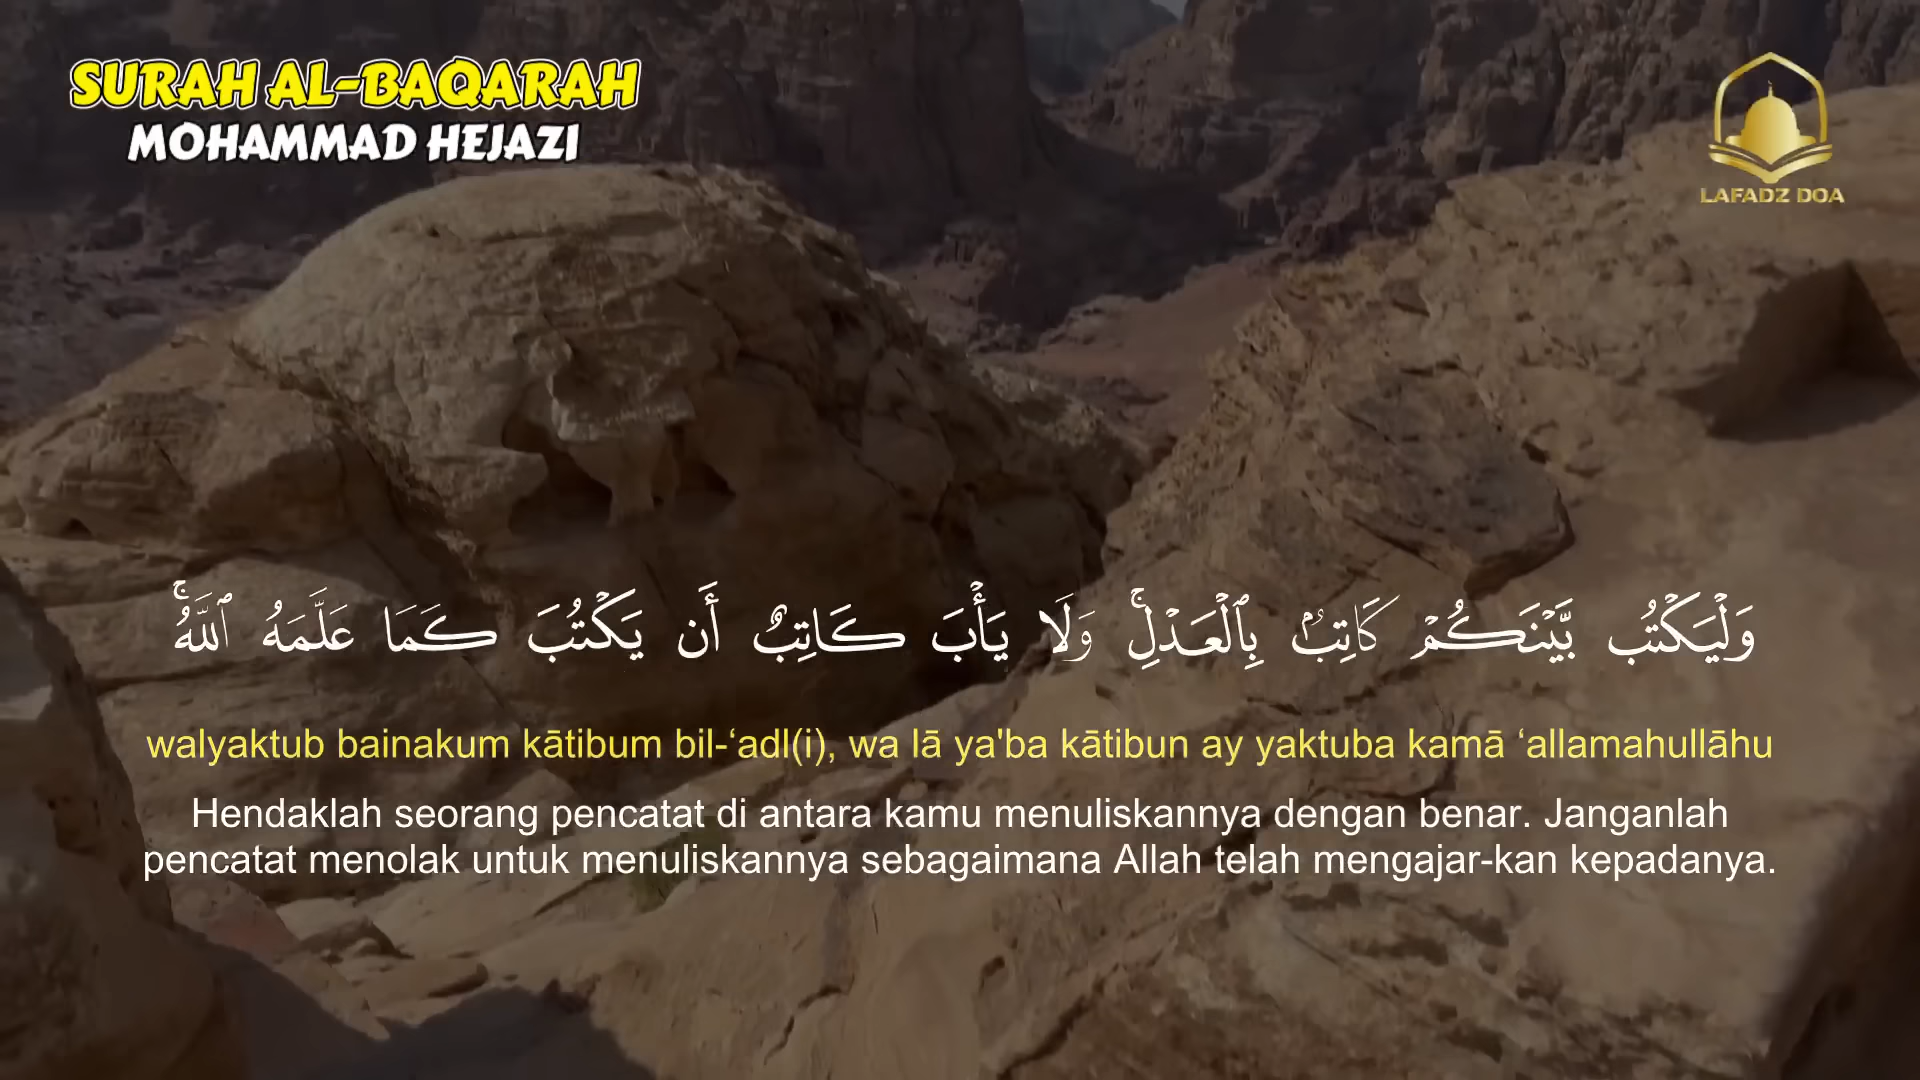 SURAH AL-BAQARAH
MOHAMMAD HEJAZI
LAFADZ DOA
وَلْيَكْتُب بَّيْنَكُمْ كَاتِبٌۢ بِٱلْعَدْلِۚ وَلَا يَأْبَ كَاتِبٌ أَن يَكْتُبَ كَمَا عَلَّمَهُ ٱللَّهُۚ
walyaktub bainakum kātibum bil-‘adl(i), wa lā ya'ba kātibun ay yaktuba kamā ‘allamahullāhu
Hendaklah seorang pencatat di antara kamu menuliskannya dengan benar. Janganlah
pencatat menolak untuk menuliskannya sebagaimana Allah telah mengajar-kan kepadanya.